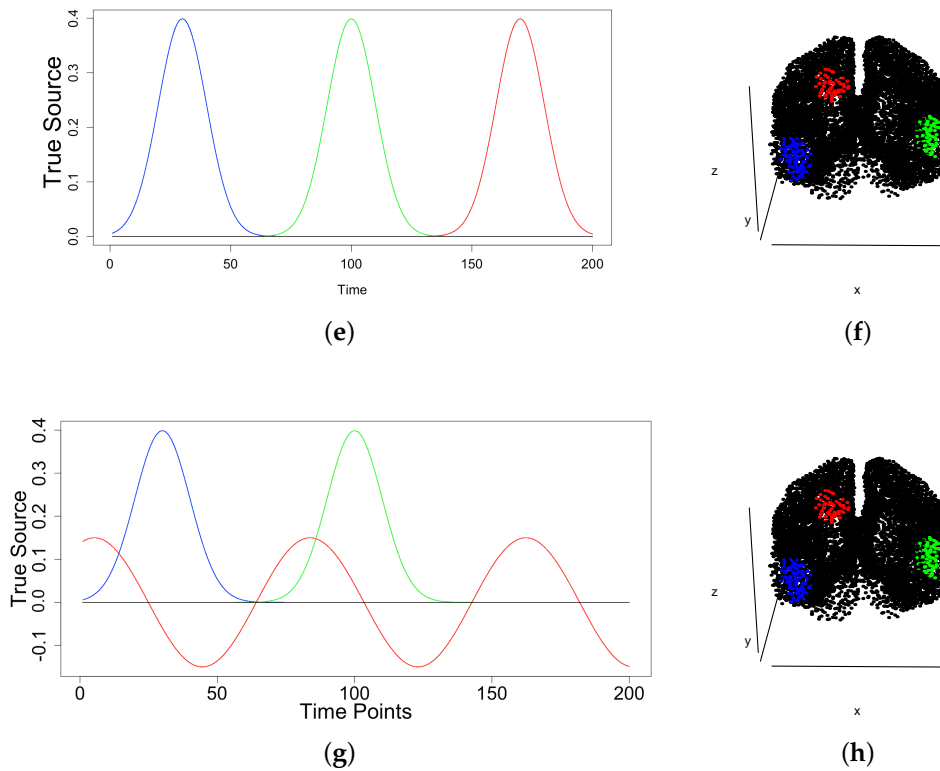 True Source
0.4
0.3
0.2
0.1
0.0
0 50 100 150 200
Time
(e)
z
y
x
(f)
True Source
0.4
0.3
0.2
0.1
0.0
-0.1
0 50 100 150 200
Time Points
(g)
z
y
x
(h)